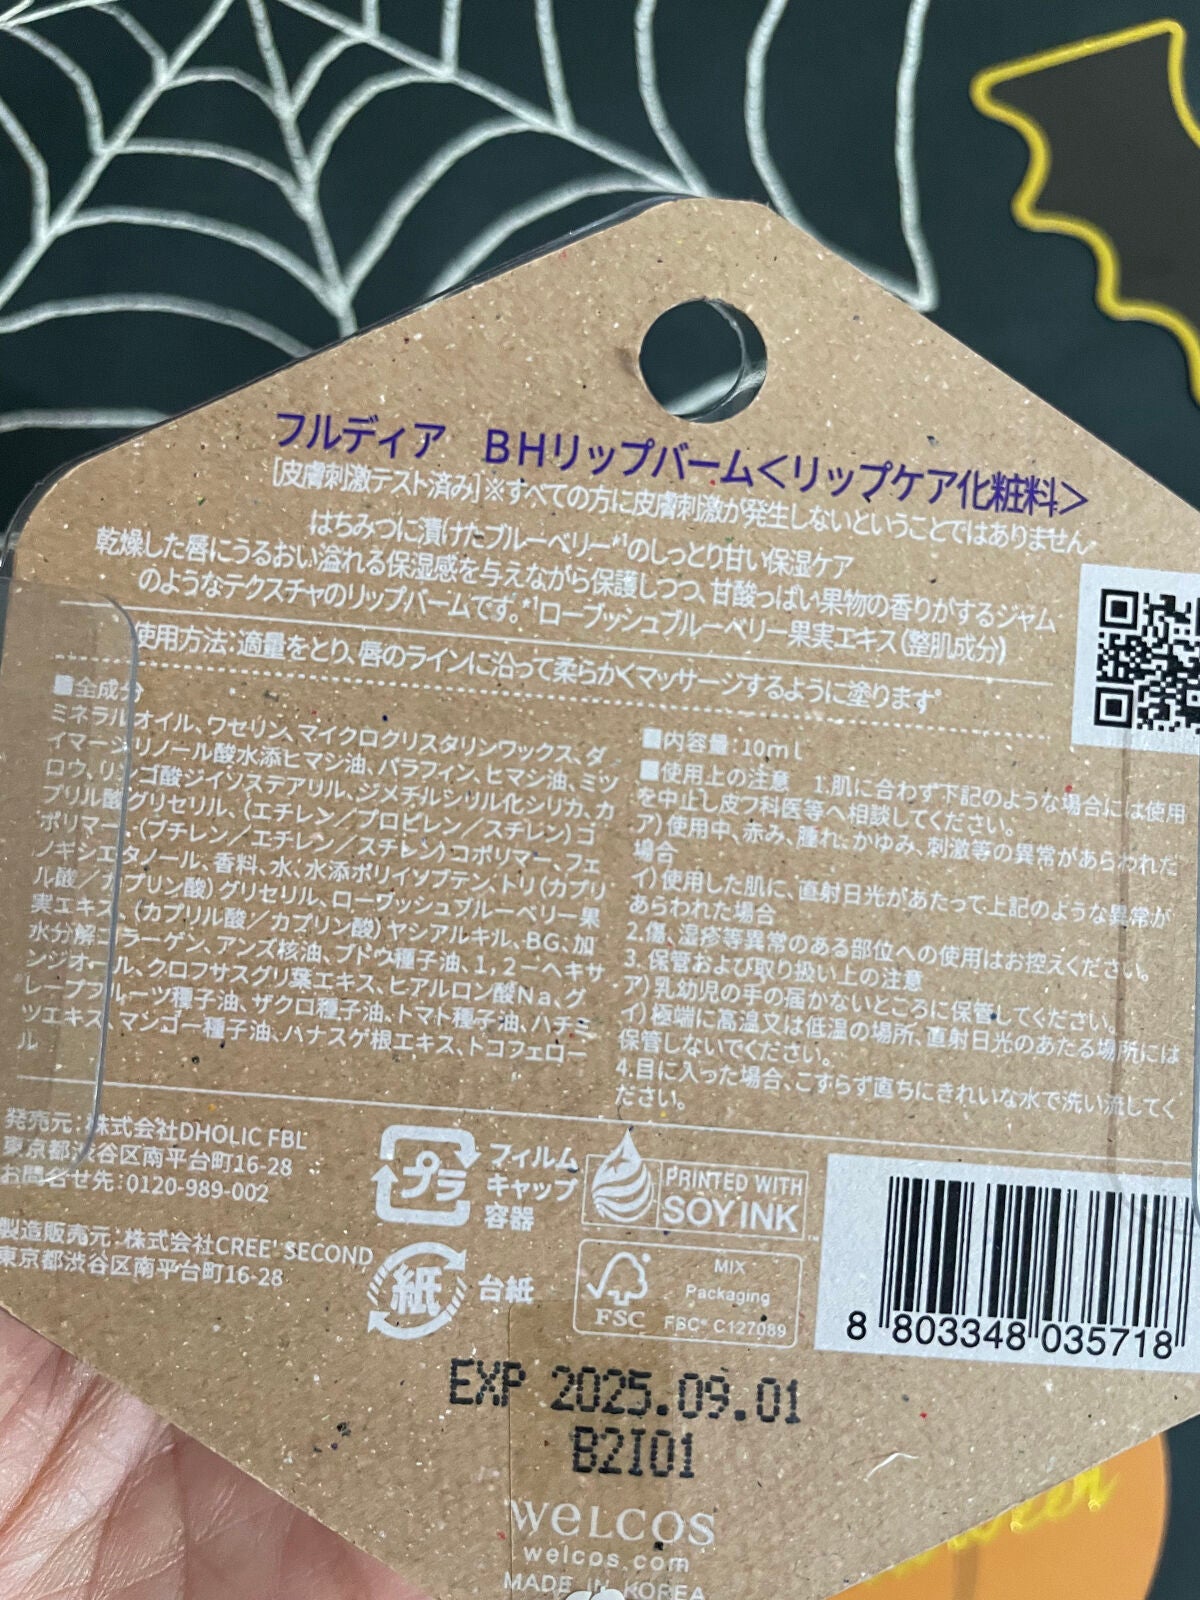 フルディア　BHリップバーム＜リップケア化粧料＞
［皮膚刺激テスト済み］※すべての方に皮膚刺激が発生しないということではありません。
はちみつに漬けたブルーベリー*¹のしっとり甘い保湿ケア
乾燥した唇にうるおい溢れる保湿感を与えながら保護しつつ、甘酸っぱい果物の香りがするジャム
のようなテクスチャのリップバームです。*¹ローブッシュブルーベリー果実エキス（整肌成分）
使用方法：適量をとり、唇のラインに沿って柔らかくマッサージするように塗ります。
■全成分
ミネラルオイル、ワセリン、マイクロクリスタリンワックス、ダ
イマージリノール酸水添ヒマシ油、パラフィン、ヒマシ油、ミツ
ロウ、リンゴ酸ジイソステアリル、ジメチルシリル化シリカ、カ
プリル酸グリセリル、（エチレン／プロピレン／スチレン）コ
ポリマー、（ブチレン／エチレン／スチレン）コポリマー、フェ
ノキシエタノール、香料、水、水添ポリイソブテン、トリ（カプリ
ル酸／カプリン酸）グリセリル、ローブッシュブルーベリー果
実エキス、（カプリル酸／カプリン酸）ヤシアルキル、BG、加
水分解コラーゲン、アンズ核油、ブドウ種子油、1,2－ヘキサ
ンジオール、クロフサスグリ葉エキス、ヒアルロン酸Na、グ
レープフルーツ種子油、ザクロ種子油、トマト種子油、ハチミ
ツエキス、マンゴー種子油、ハナスゲ根エキス、トコフェロー
ル
■内容量：10ml
■使用上の注意　1.肌に合わず下記のような場合には使用
を中止し皮フ科医等へ相談してください。
ア）使用中、赤み、腫れ、かゆみ、刺激等の異常があらわれた
場合
イ）使用した肌に、直射日光があたって上記のような異常が
あらわれた場合
2.傷、湿疹等異常のある部位への使用はお控えください。
3.保管および取り扱い上の注意
ア）乳幼児の手の届かないところに保管してください。
イ）極端に高温又は低温の場所、直射日光のあたる場所には
保管しないでください。
4.目に入った場合、こすらず直ちにきれいな水で洗い流してく
ださい。
発売元：株式会社DHOLIC FBL
東京都渋谷区南平台町16-28
お問合せ先：0120-989-002
製造販売元：株式会社CREE' SECOND
東京都渋谷区南平台町16-28
プラ
フィルム
キャップ
容器
紙
台紙
PRINTED WITH
SOY INK
™
FSC
MIX
Packaging
FSC® C127089
8 803348 035718
EXP 2025.09.01
B2I01
WELCOS
welcos.com
MADE IN KOREA